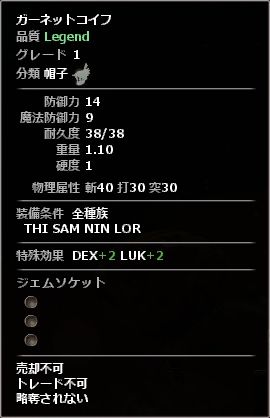 ガーネットコイフ
品質 Legend
グレード 1
分類 帽子
防御力 14
魔法防御力 9
耐久度 38/38
重量 1.10
硬度 1
物理属性 斬40 打30 突30
装備条件 全種族
THI SAM NIN LOR
特殊効果 DEX+2 LUK+2
ジェムソケット
売却不可
トレード不可
略奪されない